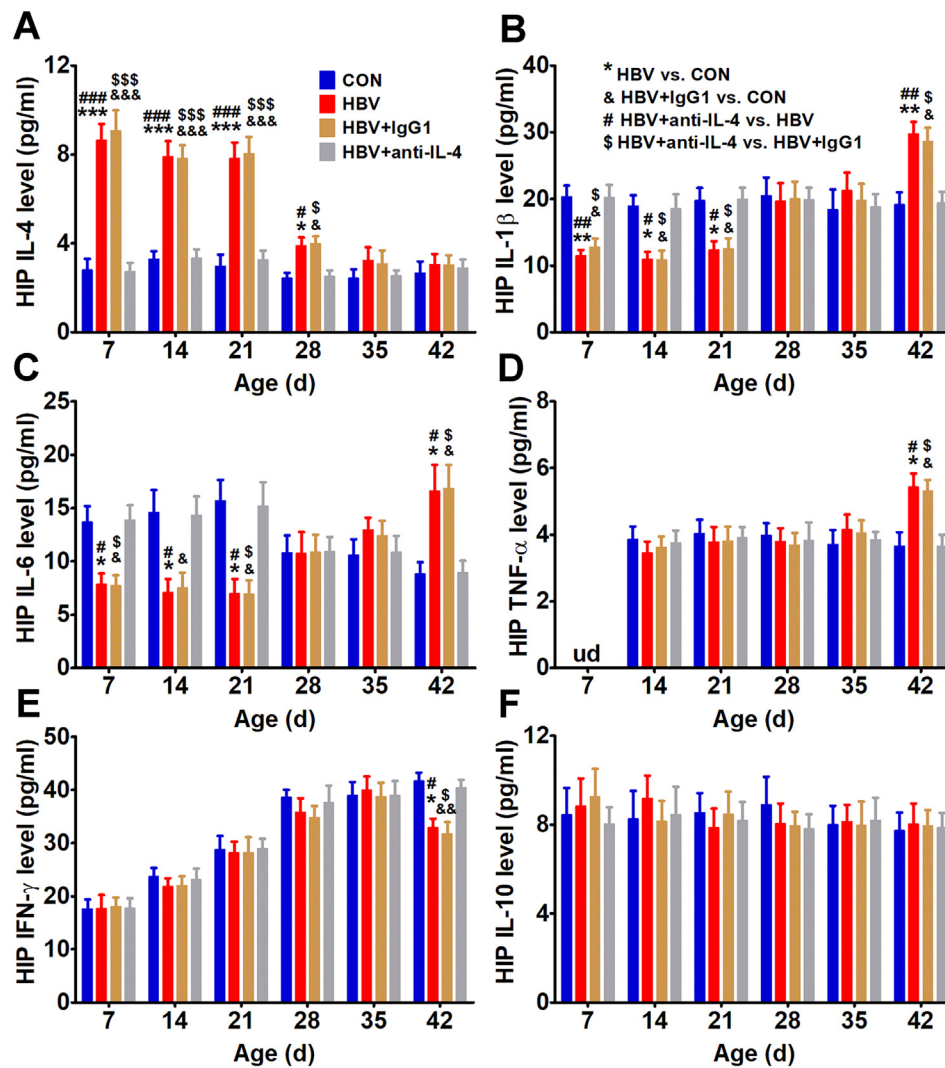 A
HIP IL-4 level (pg/ml)
12
8
4
0
### $$$
*** &&&
### $$$
*** &&&
### $$$
*** &&&
# $
* &
CON
HBV
HBV+IgG1
HBV+anti-IL-4
7 14 21 28 35 42
Age (d)
B
HIP IL-1β level (pg/ml)
40
30
20
10
0
* HBV vs. CON
& HBV+IgG1 vs. CON
# HBV+anti-IL-4 vs. HBV
$ HBV+anti-IL-4 vs. HBV+IgG1
## $
** &
# $
* &
# $
* &
## $
** &
7 14 21 28 35 42
Age (d)
C
HIP IL-6 level (pg/ml)
25
20
15
10
5
0
# $
* &
#
* &
# $
* &
# $
* &
7 14 21 28 35 42
Age (d)
D
HIP TNF-α level (pg/ml)
8
6
4
2
0
ud
# $
* &
7 14 21 28 35 42
Age (d)
E
HIP IFN-γ level (pg/ml)
50
40
30
20
10
0
# $
* &&
7 14 21 28 35 42
Age (d)
F
HIP IL-10 level (pg/ml)
12
8
4
0
7 14 21 28 35 42
Age (d)